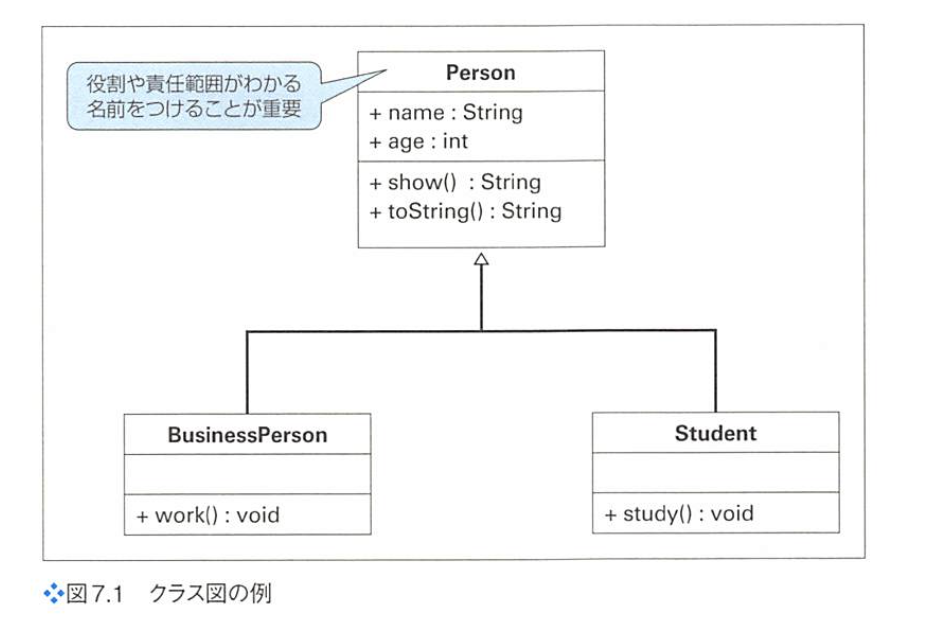 役割や責任範囲がわかる
名前をつけることが重要
Person
+ name : String
+ age : int
+ show() : String
+ toString() : String
BusinessPerson
+ work() : void
Student
+ study() : void
図7.1 クラス図の例